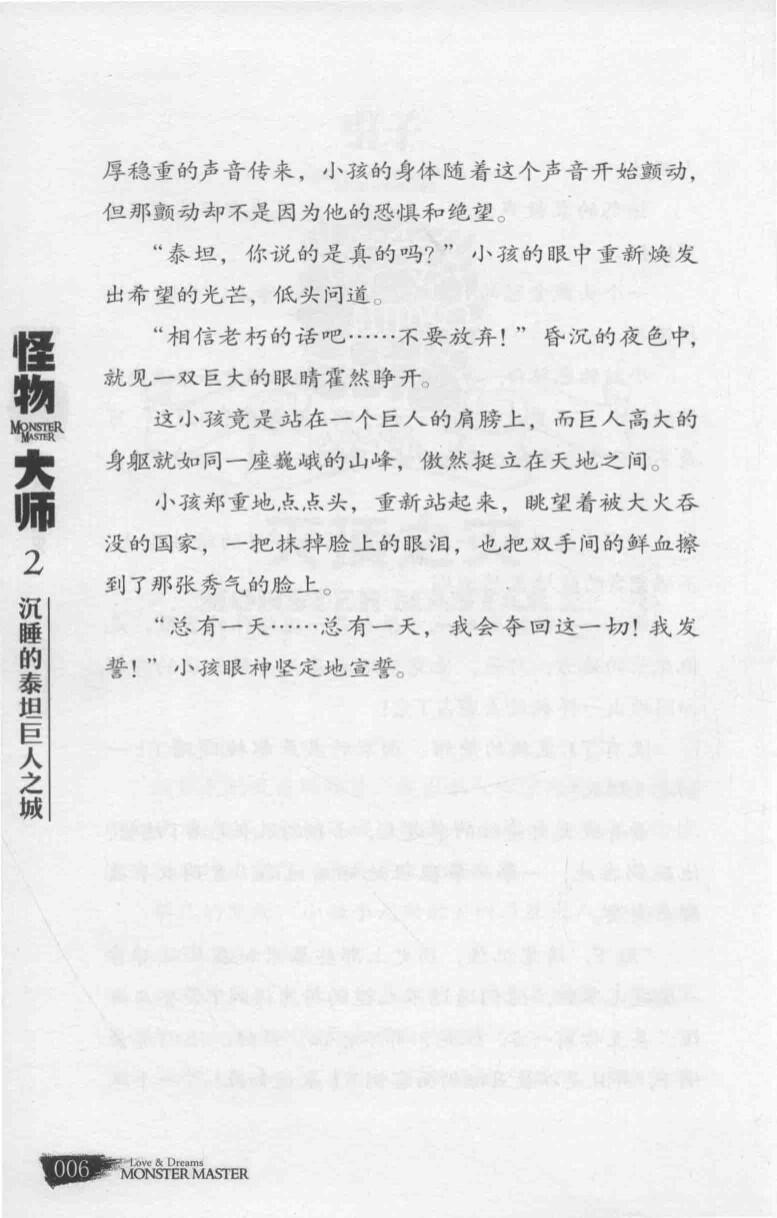 厚稳重的声音传来，小孩的身体随着这个声音开始颤动，
但那颤动却不是因为他的恐惧和绝望。
“泰坦，你说的是真的吗？”小孩的眼中重新焕发
出希望的光芒，低头问道。
“相信老朽的话吧……不要放弃！”昏沉的夜色中，
就见一双巨大的眼睛霍然睁开。
这小孩竟是站在一个巨人的肩膀上，而巨人高大的
身躯就如同一座巍峨的山峰，傲然挺立在天地之间。
小孩郑重地点点头，重新站起来，眺望着被大火吞
没的国家，一把抹掉脸上的眼泪，也把双手间的鲜血擦
到了那张秀气的脸上。
“总有一天……总有一天，我会夺回这一切！我发
誓！”小孩眼神坚定地宣誓。
怪物
MONSTER
MASTER
大师
2
沉睡的泰坦巨人之城
006
Love & Dreams
MONSTER MASTER